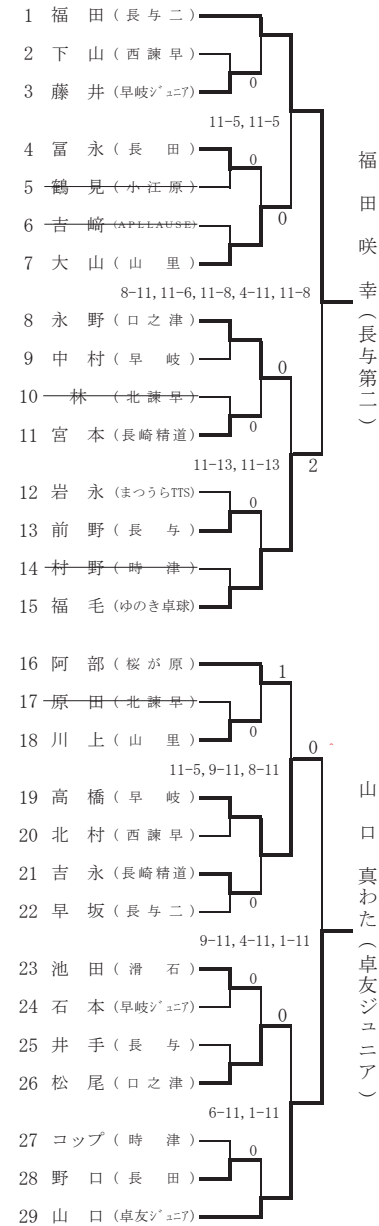 1 福 田 (長 与 二)
2 下 山 (西 諫 早)
0
3 藤 井 (早岐ｼﾞｭﾆｱ)
11-5, 11-5
4 冨 永 ( 長 田 )
0
5 鶴 見 ( 小 江 原 )
0
6 吉 﨑 (APLLAUSE)
7 大 山 ( 山 里 )
8-11, 11-6, 11-8, 4-11, 11-8
8 永 野 (口 之 津)
9 中 村 ( 早 岐 )
0
10 林 ( 北 諫 早 )
0
11 宮 本 (長崎精道)
11-13, 11-13
2
12 岩 永 (まつうらTTS)
0
13 前 野 ( 長 与 )
14 村 野 ( 時 津 )
15 福 毛 (ゆのき卓球)
福 田 咲 幸 (長与第二)
16 阿 部 ( 桜 が 原 )
1
17 原 田 ( 北 諫 早 )
0
18 川 上 ( 山 里 )
0
11-5, 9-11, 8-11
19 高 橋 ( 早 岐 )
20 北 村 (西 諫 早)
21 吉 永 (長崎精道)
0
22 早 坂 (長 与 二)
9-11, 4-11, 1-11
23 池 田 ( 滑 石 )
0
24 石 本 (早岐ジュニア)
0
25 井 手 ( 長 与 )
26 松 尾 (口 之 津)
6-11, 1-11
27 コップ ( 時 津 )
0
28 野 口 ( 長 田 )
29 山 口 (卓友ｼﾞｭﾆｱ)
山 口 真わた (卓友ジュニア)